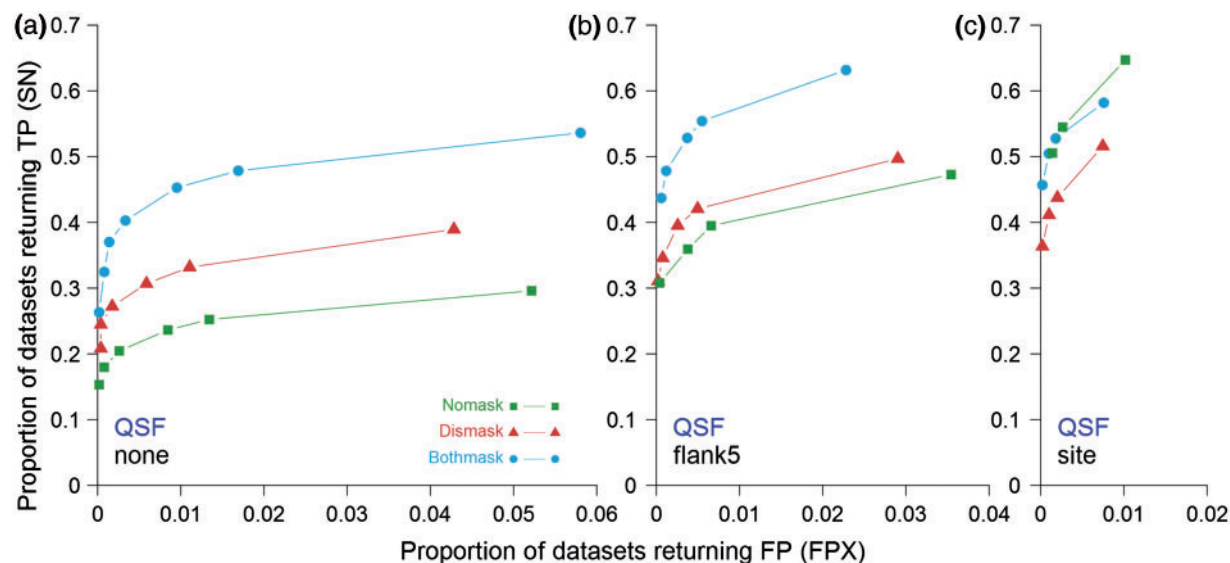 (a)
(b)
(c)
Proportion of datasets returning TP (SN)
0.7
0.6
0.5
0.4
0.3
0.2
0.1
0
0.7
0.6
0.5
0.4
0.3
0.2
0.1
0
0.7
0.6
0.5
0.4
0.3
0.2
0.1
0
QSF
none
Nomask
Dismask
Bothmask
QSF
flank5
QSF
site
0 0.01 0.02 0.03 0.04 0.05 0.06
0 0.01 0.02 0.03 0.04
0 0.01 0.02
Proportion of datasets returning FP (FPX)